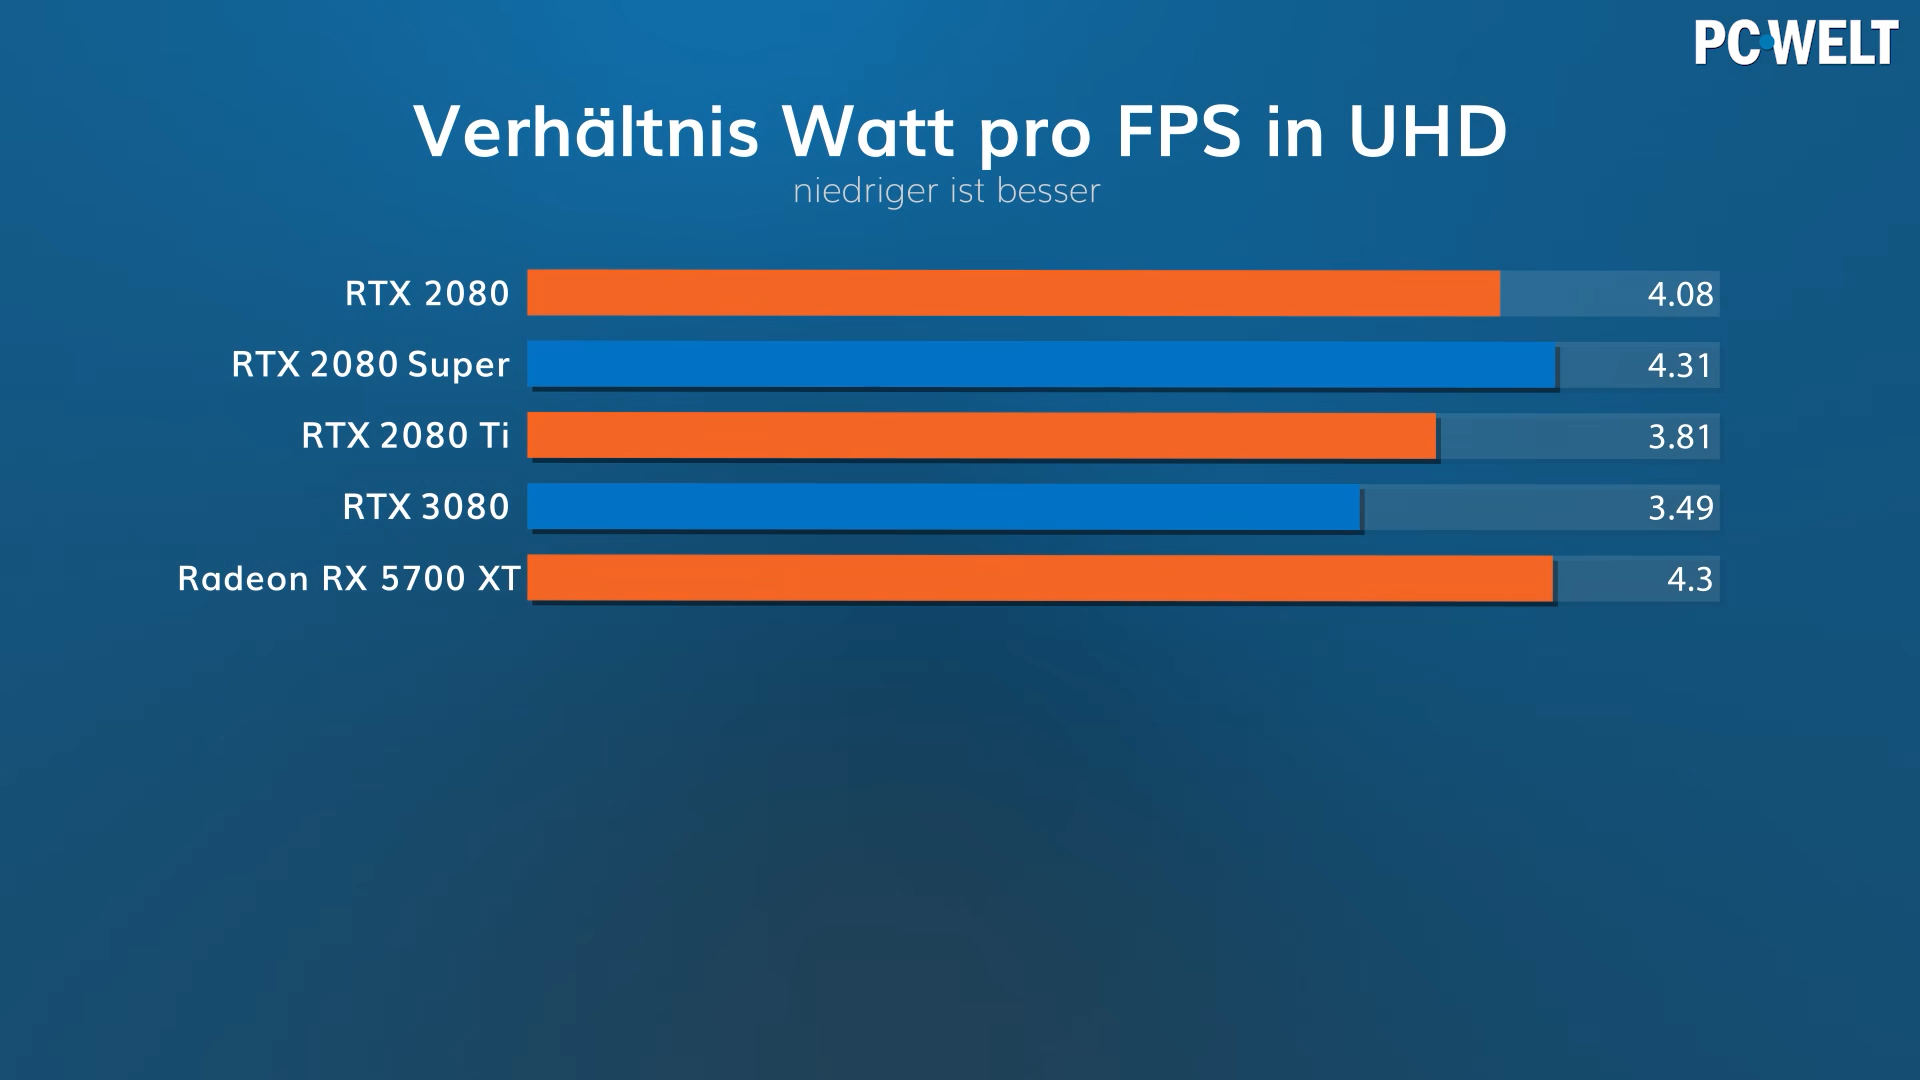 PC WELT
Verhältnis Watt pro FPS in UHD
niedriger ist besser
RTX 2080 4.08
RTX 2080 Super 4.31
RTX 2080 Ti 3.81
RTX 3080 3.49
Radeon RX 5700 XT 4.3